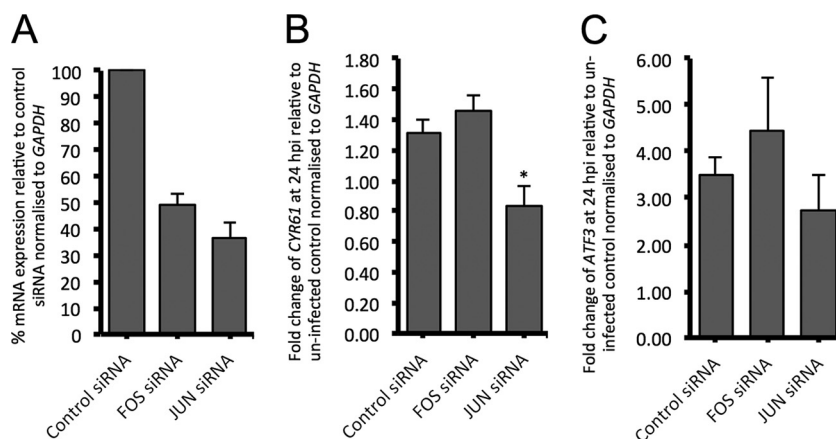 A
% mRNA expression relative to control
siRNA normalised to GAPDH
100
90
80
70
60
50
40
30
20
10
0
Control siRNA
FOS siRNA
JUN siRNA
B
Fold change of CYR61 at 24 hpi relative to
un-infected control normalised to GAPDH
1.80
1.60
1.40
1.20
1.00
0.80
0.60
0.40
0.20
0.00
*
Control siRNA
FOS siRNA
JUN siRNA
C
Fold change of ATF3 at 24 hpi relative to un-
infected control normalised to GAPDH
6.00
5.00
4.00
3.00
2.00
1.00
0.00
Control siRNA
FOS siRNA
JUN siRNA